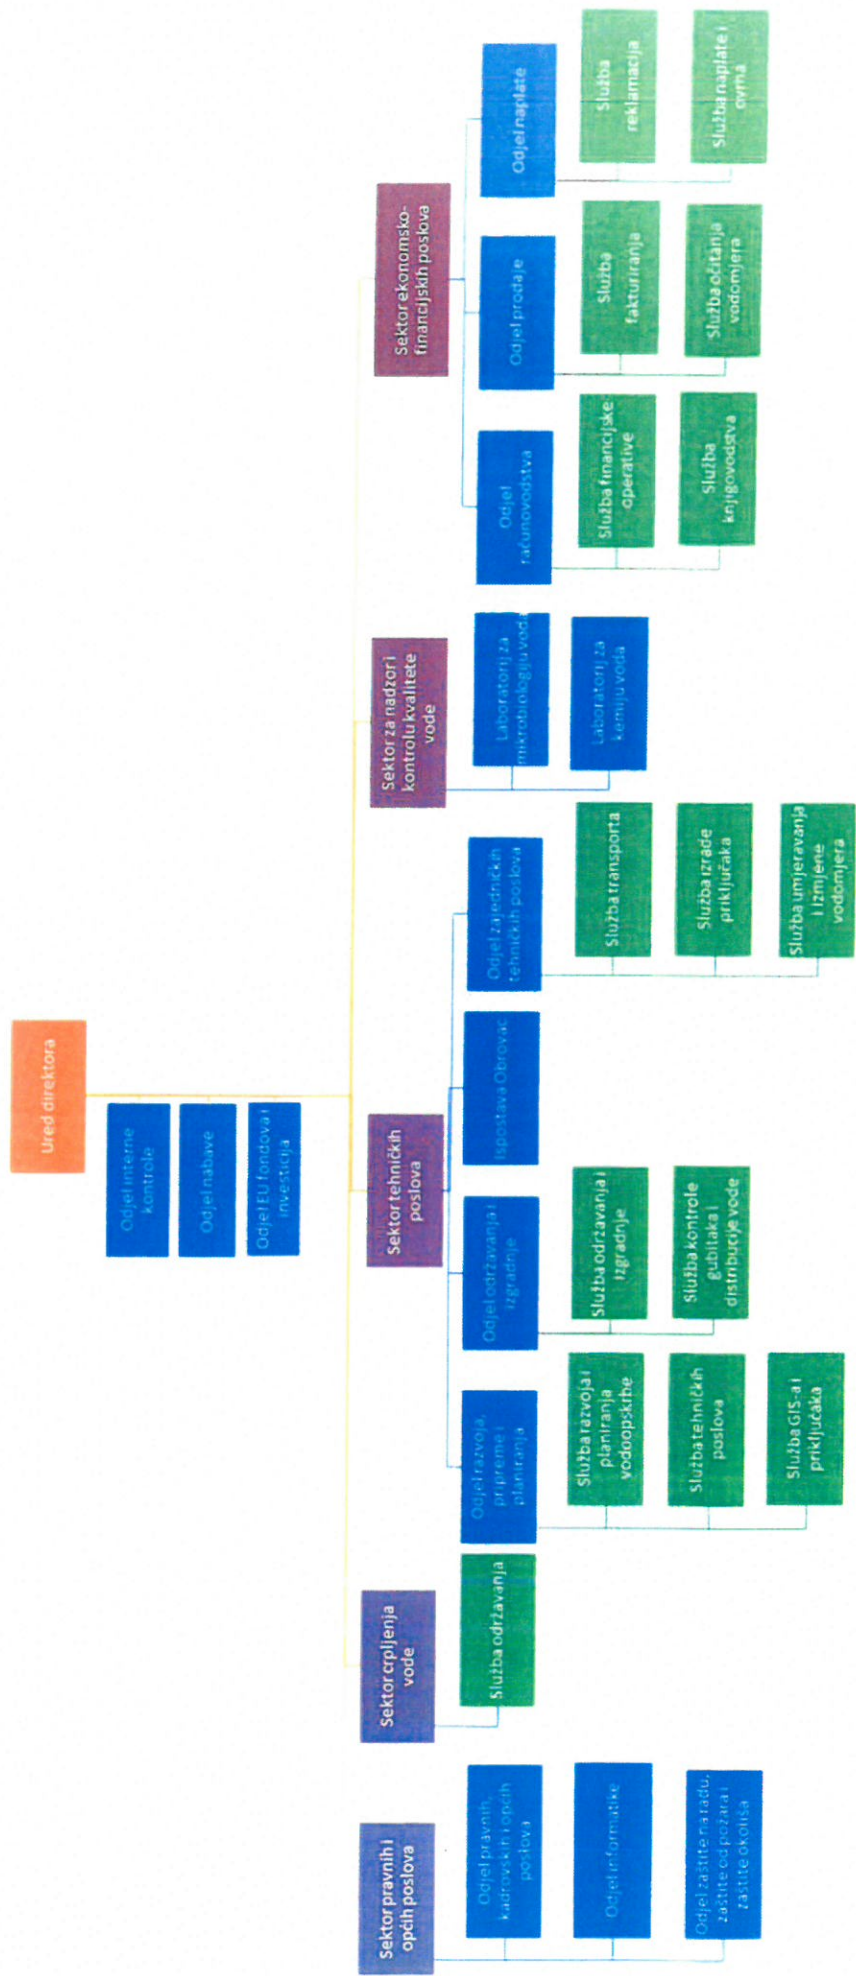 Ured direktora
Odjel interne
kontrole
Odjel nabave
Odjel EU fondova i
investicija
Sektor pravnih i
općih poslova
Odjel pravnih,
kadrovskih i općih
poslova
Odjel informatike
Odjel zaštite na radu,
zaštite od požara i
zaštite okoliša
Sektor crpljenja
vode
Služba održavanja
Sektor tehničkih
poslova
Odjel razvoja,
pripreme i
planiranja
Služba razvoja i
planiranja
vodoopskrbe
Služba tehničkih
poslova
Služba GIS-a i
priključaka
Odjel održavanja i
izgradnje
Služba održavanja i
izgradnje
Služba kontrole
gubitaka i
distribucije vode
Ispostava Obrovac
Odjel zajedničkih
tehničkih poslova
Služba transporta
Služba izrade
priključaka
Služba umjeravanja
i izmjene
vodomjera
Sektor za nadzor i
kontrolu kvalitete
vode
Laboratorij za
mikrobiologiju voda
Laboratorij za
kemiju voda
Sektor ekonomsko-
financijskih poslova
Odjel
računovodstva
Služba financijske
operative
Služba
knjigovodstva
Odjel prodaje
Služba
fakturiranja
Služba očitanja
vodomjera
Odjel naplate
Služba
reklamacija
Služba naplate i
ovrha